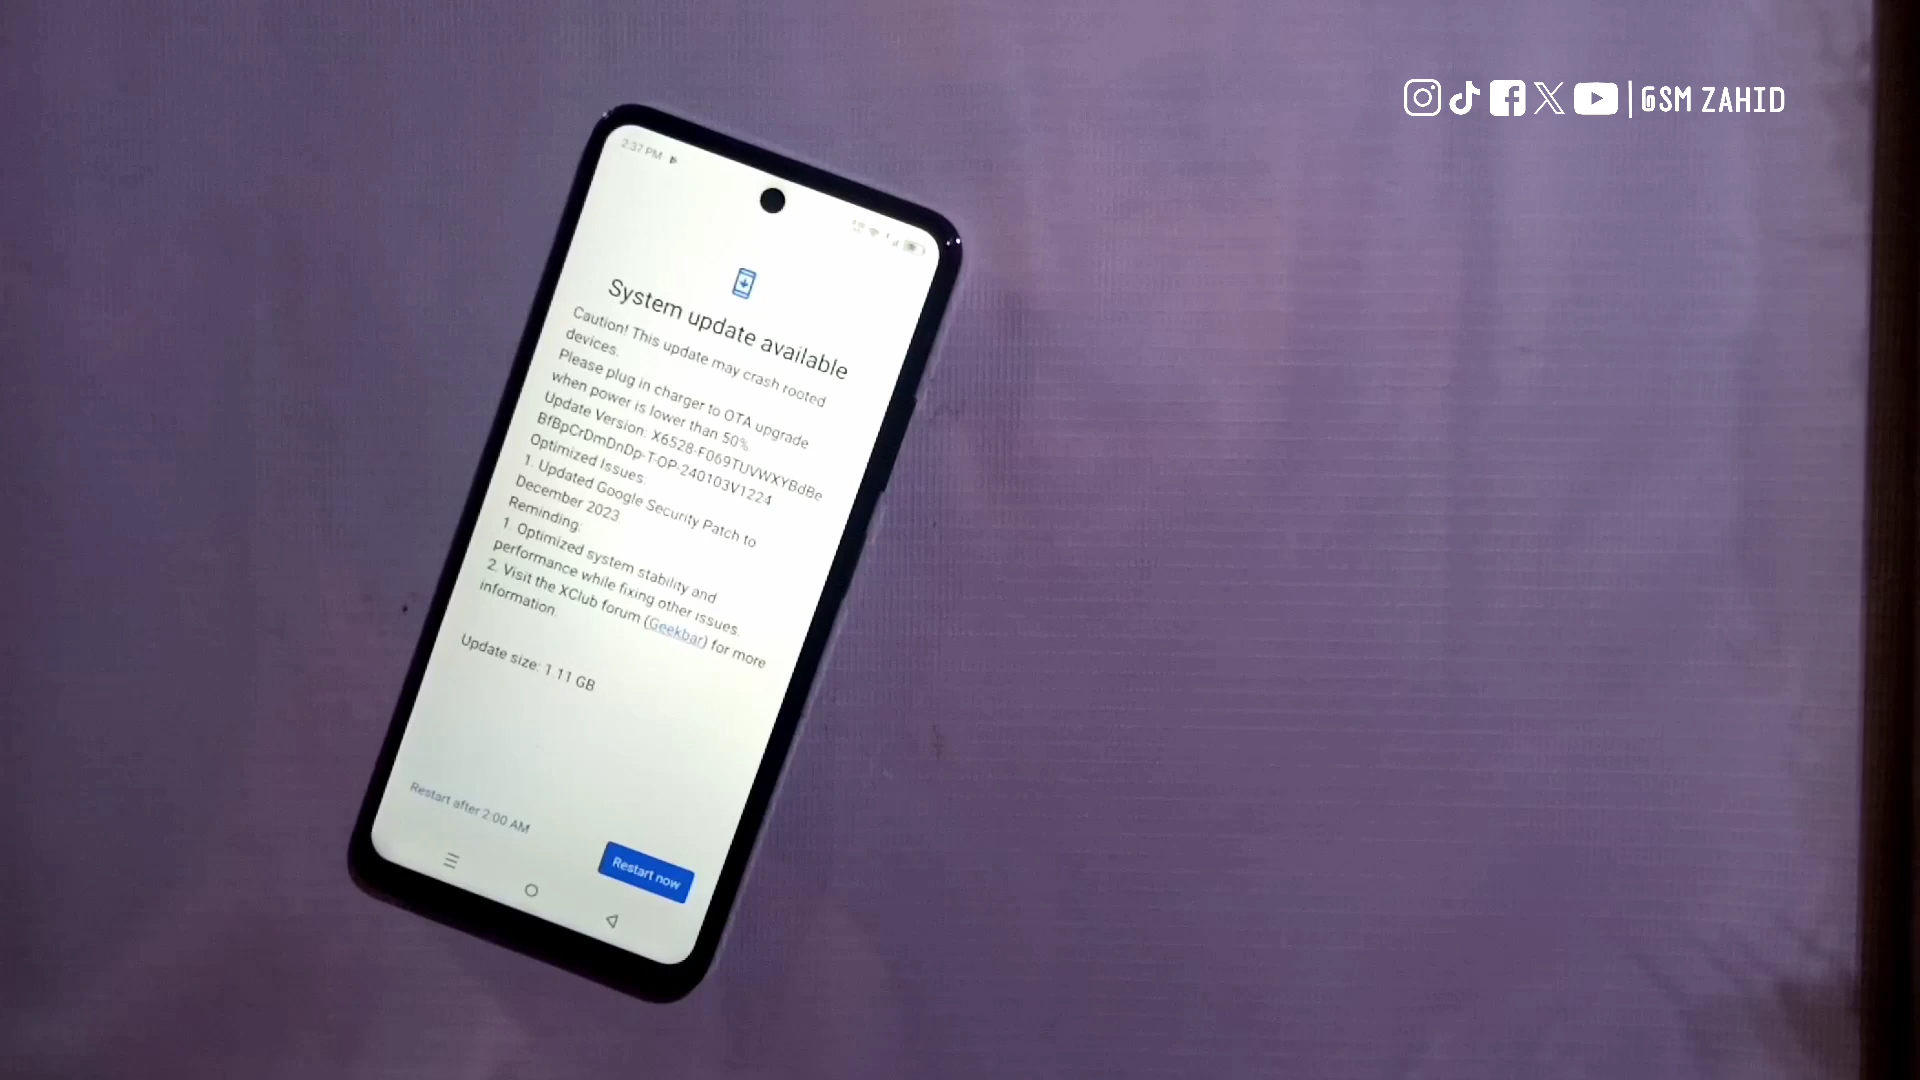 GSM ZAHID
2:37 PM
System update available
Caution! This update may crash rooted
devices.
Please plug in charger to OTA upgrade
when power is lower than 50%.
Update Version: X6528-F069TUVWXYBdBe
BfBpCrDmDnDp-T-OP-240103V1224
Optimized Issues:
1. Updated Google Security Patch to
December 2023.
Reminding:
1. Optimized system stability and
performance while fixing other issues.
2. Visit the XClub forum (Geekbar) for more
information.
Update size: 1.11 GB
Restart after 2:00 AM
Restart now